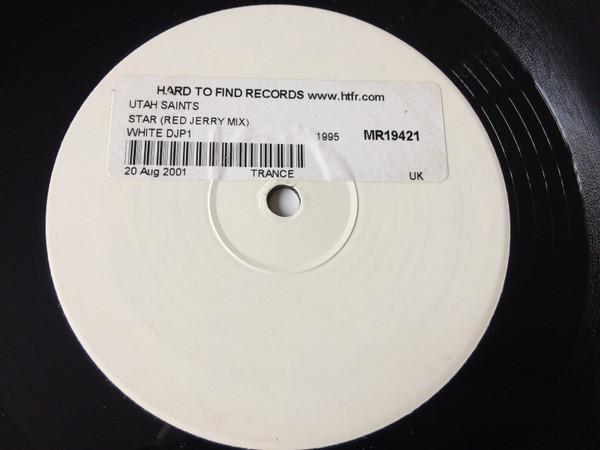 HARD TO FIND RECORDS www.htfr.com
UTAH SAINTS
STAR (RED JERRY MIX)
WHITE DJP1 1995 MR19421
20 Aug 2001 TRANCE UK